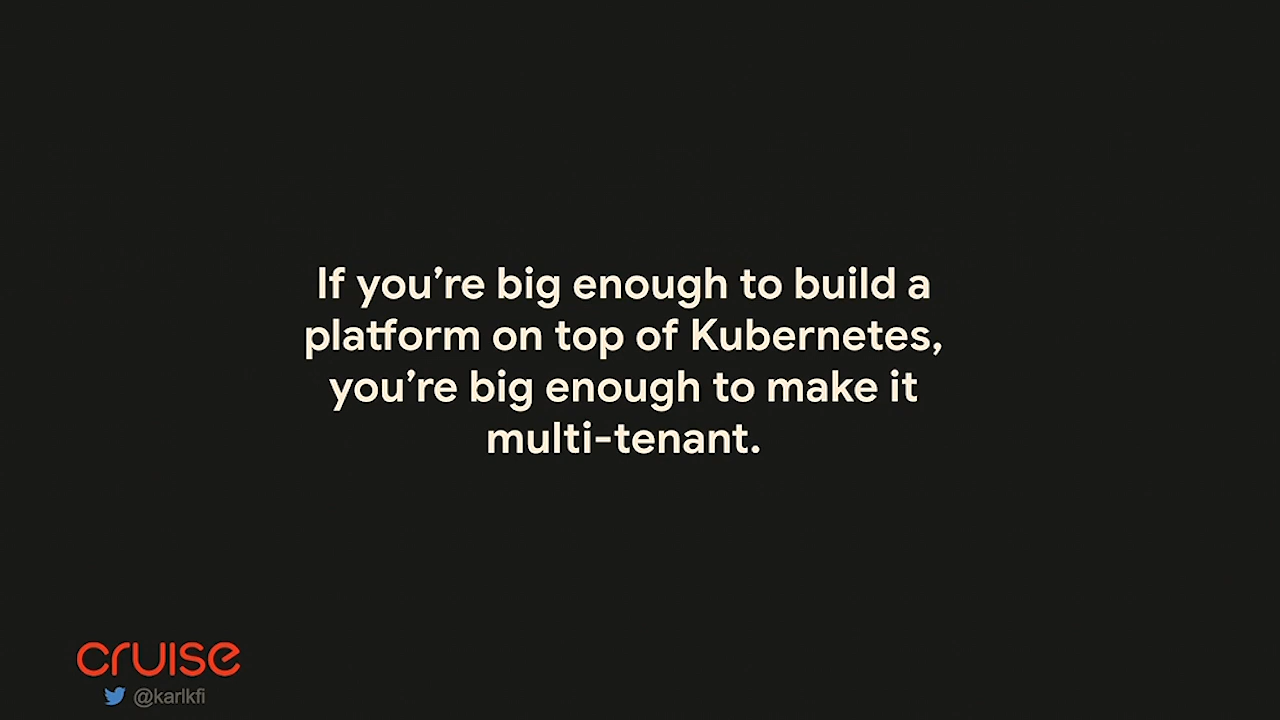 If you’re big enough to build a
platform on top of Kubernetes,
you’re big enough to make it
multi-tenant.
cruise
@karlkfi